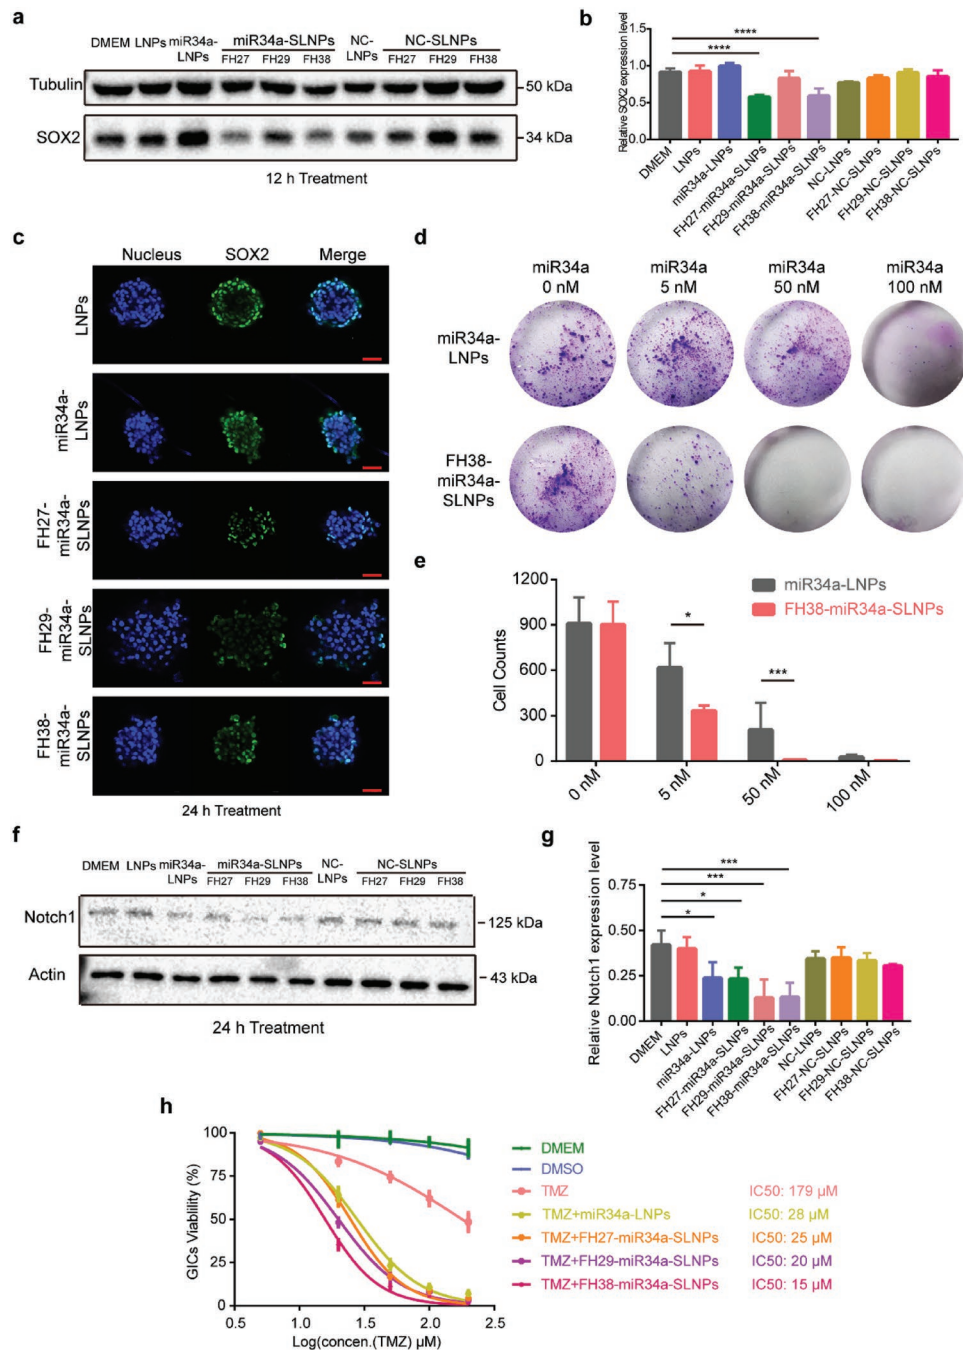 a
DMEM LNPs miR34a-LNPs miR34a-SLNPs NC-LNPs NC-SLNPs
FH27 FH29 FH38 FH27 FH29 FH38
Tubulin 50 kDa
SOX2 34 kDa
12 h Treatment
b
Relative SOX2 expression level
1.5
1.0
0.5
0.0
**** ****
DMEM
LNPs
miR34a-LNPs
FH27-miR34a-SLNPs
FH29-miR34a-SLNPs
FH38-miR34a-SLNPs
NC-LNPs
FH27-NC-SLNPs
FH29-NC-SLNPs
FH38-NC-SLNPs
c
Nucleus SOX2 Merge
LNPs
miR34a-LNPs
FH27-miR34a-SLNPs
FH29-miR34a-SLNPs
FH38-miR34a-SLNPs
24 h Treatment
d
miR34a miR34a miR34a miR34a
0 nM 5 nM 50 nM 100 nM
miR34a-
LNPs
FH38-
miR34a-
SLNPs
e
Cell Counts
1200
900
600
300
0
miR34a-LNPs
FH38-miR34a-SLNPs
* ***
0 nM 5 nM 50 nM 100 nM
f
DMEM LNPs miR34a-LNPs miR34a-SLNPs NC-LNPs NC-SLNPs
FH27 FH29 FH38 FH27 FH29 FH38
Notch1 125 kDa
Actin 43 kDa
24 h Treatment
g
Relative Notch1 expression level
0.75
0.50
0.25
0.00
***
***
*
*
DMEM
LNPs
miR34a-LNPs
FH27-miR34a-SLNPs
FH29-miR34a-SLNPs
FH38-miR34a-SLNPs
NC-LNPs
FH27-NC-SLNPs
FH29-NC-SLNPs
FH38-NC-SLNPs
h
GICs Viablility (%)
100
75
50
25
0
0.5 1.0 1.5 2.0 2.5
Log(concen.(TMZ) μM)
DMEM
DMSO
TMZ IC50: 179 μM
TMZ+miR34a-LNPs IC50: 28 μM
TMZ+FH27-miR34a-SLNPs IC50: 25 μM
TMZ+FH29-miR34a-SLNPs IC50: 20 μM
TMZ+FH38-miR34a-SLNPs IC50: 15 μM